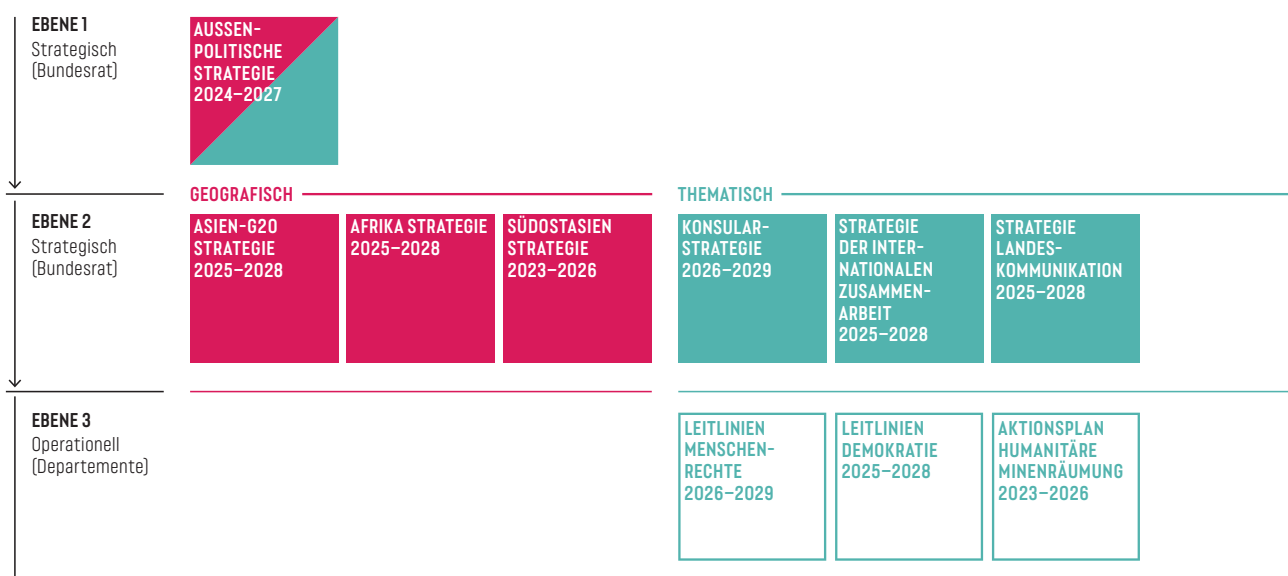 EBENE 1
Strategisch
(Bundesrat)
AUSSEN-
POLITISCHE
STRATEGIE
2024–2027
GEOGRAFISCH
THEMATISCH
EBENE 2
Strategisch
(Bundesrat)
ASIEN-G20
STRATEGIE
2025–2028
AFRIKA STRATEGIE
2025–2028
SÜDOSTASIEN
STRATEGIE
2023–2026
KONSULAR-
STRATEGIE
2026–2029
STRATEGIE
DER INTER-
NATIONALEN
ZUSAMMEN-
ARBEIT
2025–2028
STRATEGIE
LANDES-
KOMMUNIKATION
2025–2028
EBENE 3
Operationell
(Departemente)
LEITLINIEN
MENSCHEN-
RECHTE
2026–2029
LEITLINIEN
DEMOKRATIE
2025–2028
AKTIONSPLAN
HUMANITÄRE
MINENRÄUMUNG
2023–2026